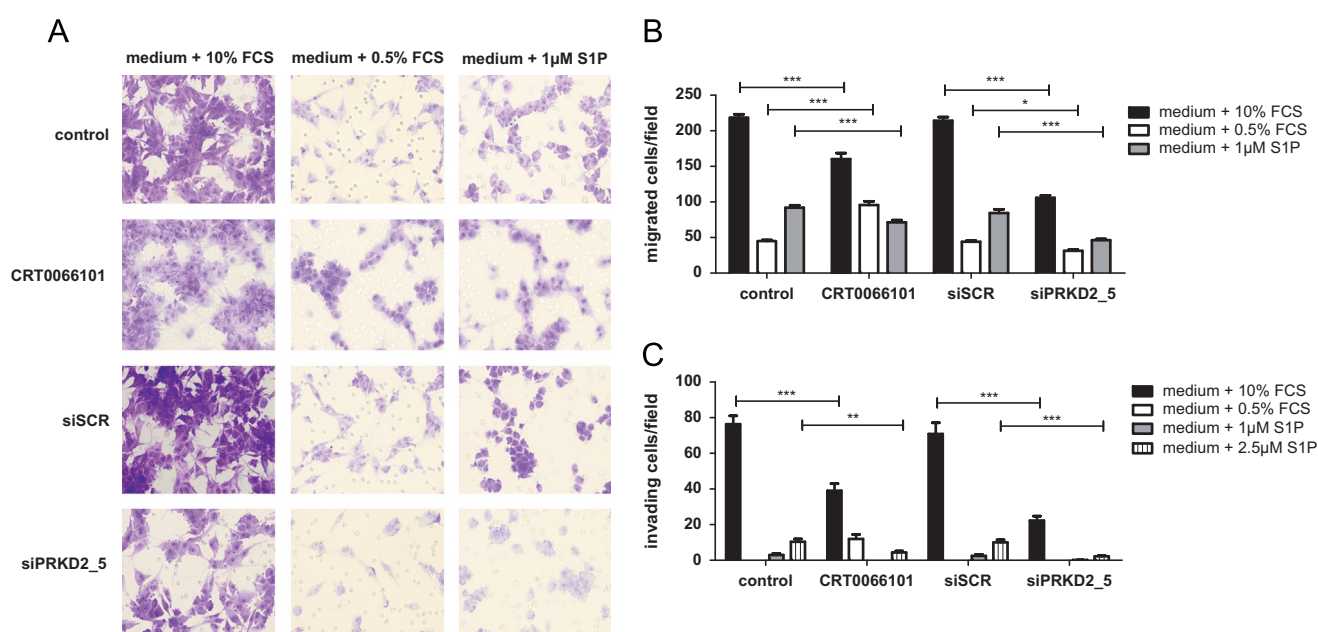 A
medium + 10% FCS medium + 0.5% FCS medium + 1µM S1P
control
CRT0066101
siSCR
siPRKD2_5
B
migrated cells/field
250
200
150
100
50
0
*** *** *** *** * ***
control CRT0066101 siSCR siPRKD2_5
medium + 10% FCS
medium + 0.5% FCS
medium + 1µM S1P
C
invading cells/field
100
80
60
40
20
0
*** ** *** ***
control CRT0066101 siSCR siPRKD2_5
medium + 10% FCS
medium + 0.5% FCS
medium + 1µM S1P
medium + 2.5µM S1P